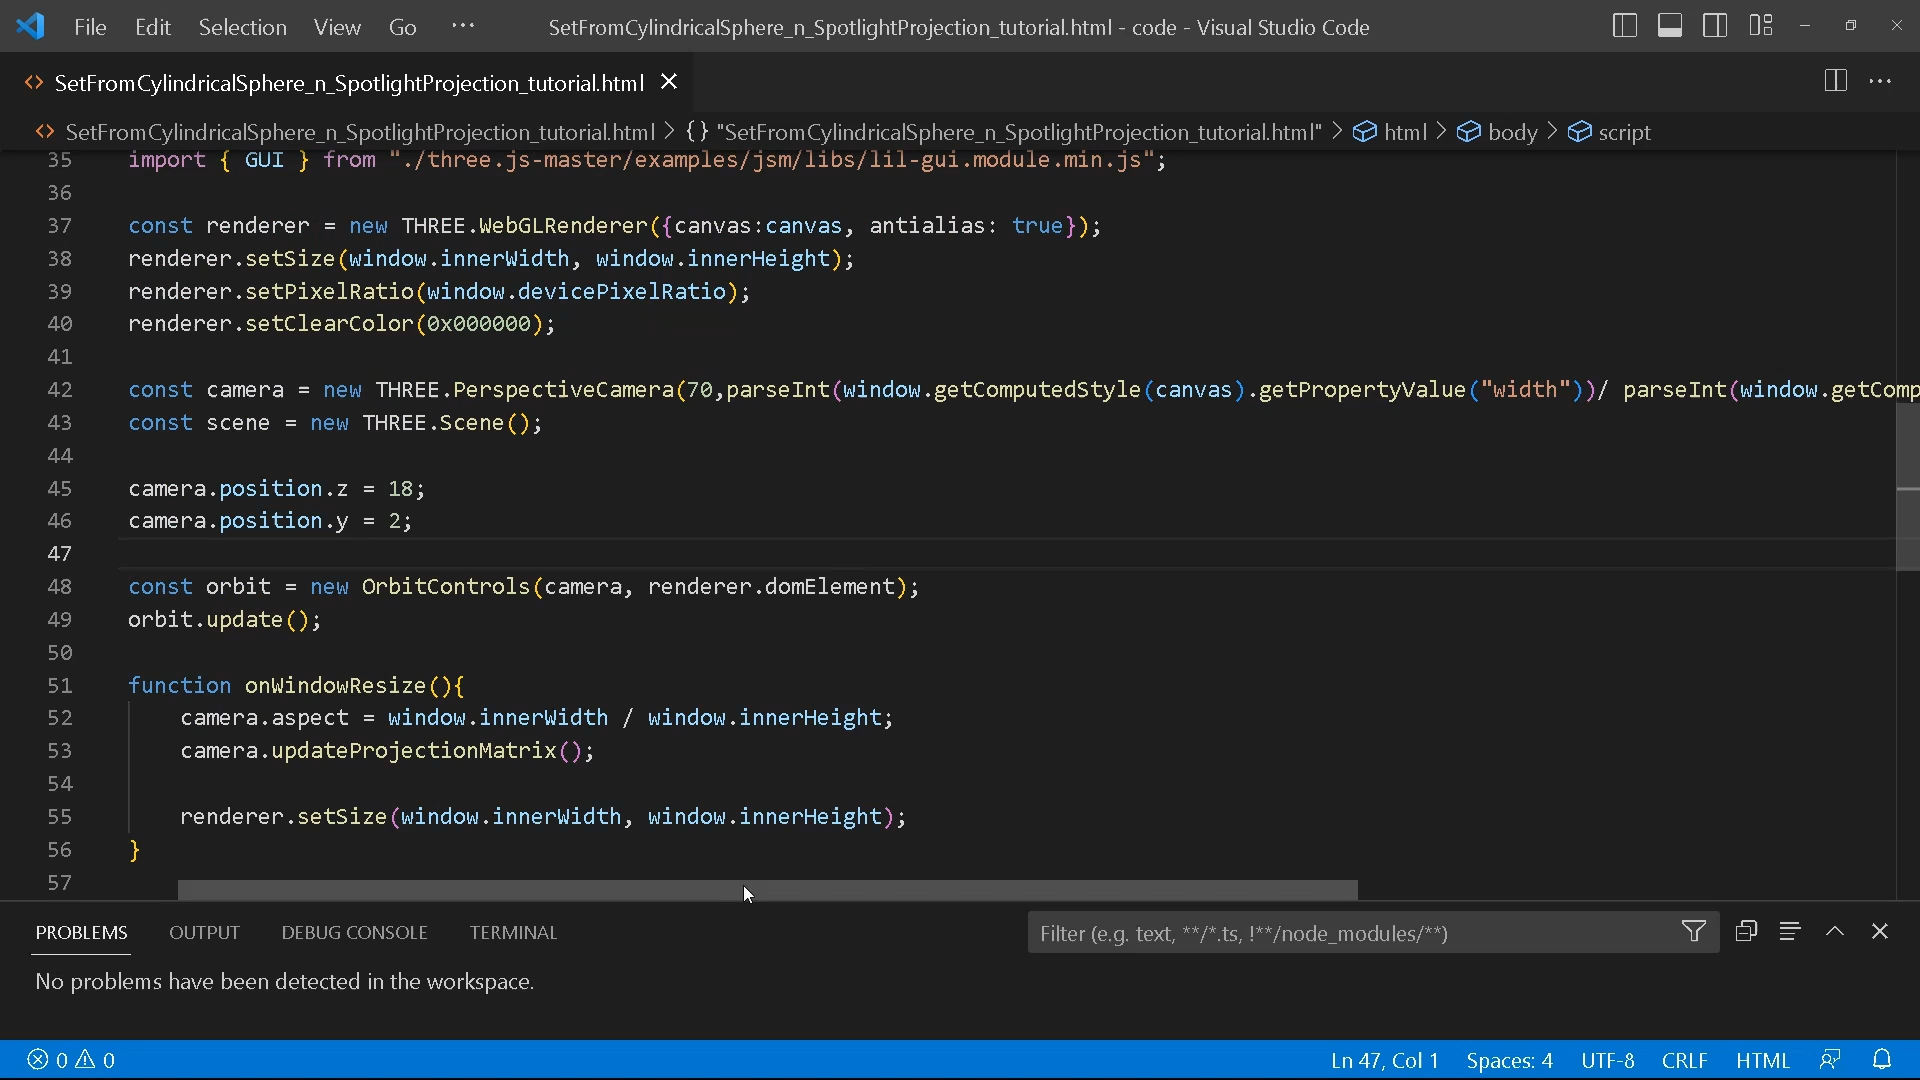 File Edit Selection View Go ··· SetFromCylindricalSphere_n_SpotlightProjection_tutorial.html - code - Visual Studio Code
SetFromCylindricalSphere_n_SpotlightProjection_tutorial.html
SetFromCylindricalSphere_n_SpotlightProjection_tutorial.html > {} "SetFromCylindricalSphere_n_SpotlightProjection_tutorial.html" > html > body > script
35 import { GUI } from "./three.js-master/examples/jsm/libs/lil-gui.module.min.js";
36
37 const renderer = new THREE.WebGLRenderer({canvas:canvas, antialias: true});
38 renderer.setSize(window.innerWidth, window.innerHeight);
39 renderer.setPixelRatio(window.devicePixelRatio);
40 renderer.setClearColor(0x000000);
41
42 const camera = new THREE.PerspectiveCamera(70,parseInt(window.getComputedStyle(canvas).getPropertyValue("width"))/ parseInt(window.getComp
43 const scene = new THREE.Scene();
44
45 camera.position.z = 18;
46 camera.position.y = 2;
47
48 const orbit = new OrbitControls(camera, renderer.domElement);
49 orbit.update();
50
51 function onWindowResize(){
52 camera.aspect = window.innerWidth / window.innerHeight;
53 camera.updateProjectionMatrix();
54
55 renderer.setSize(window.innerWidth, window.innerHeight);
56 }
57
PROBLEMS OUTPUT DEBUG CONSOLE TERMINAL Filter (e.g. text, **/*.ts, !**/node_modules/**)
No problems have been detected in the workspace.
0 0 Ln 47, Col 1 Spaces: 4 UTF-8 CRLF HTML